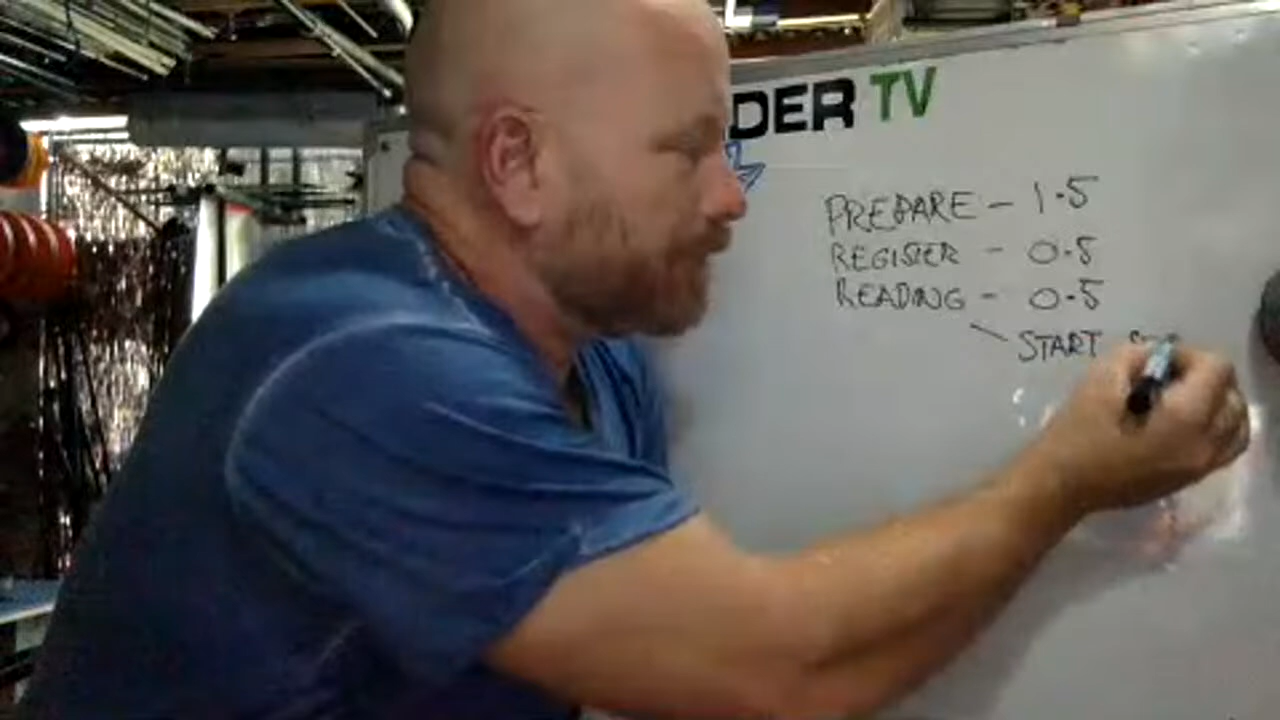 DER TV
PREPARE - 1.5
REGISTER - 0.5
READING - 0.5
START